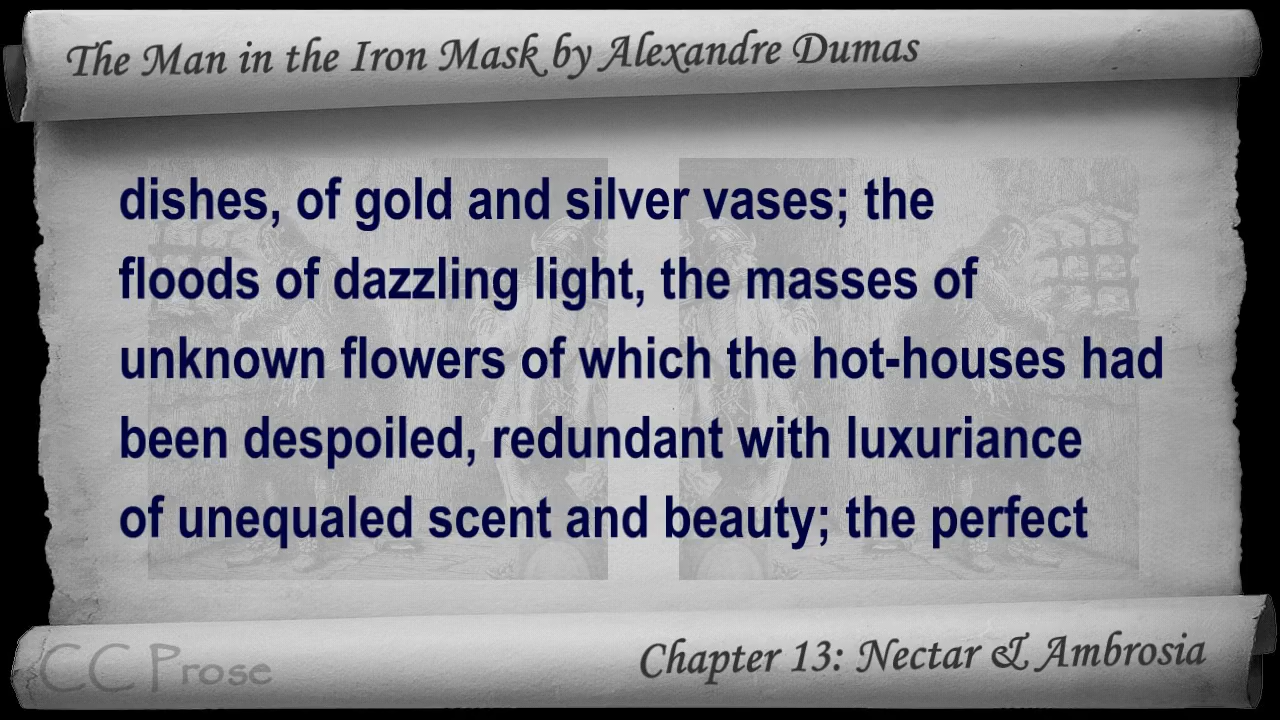 The Man in the Iron Mask by Alexandre Dumas
dishes, of gold and silver vases; the
floods of dazzling light, the masses of
unknown flowers of which the hot-houses had
been despoiled, redundant with luxuriance
of unequaled scent and beauty; the perfect
CC Prose
Chapter 13: Nectar & Ambrosia